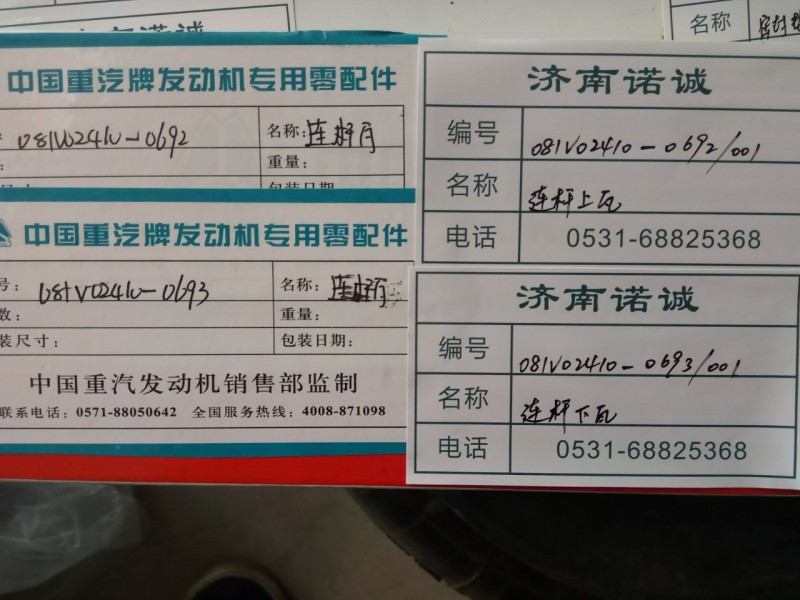 名称
中国重汽牌发动机专用零配件
081V02410-0692
名称: 连杆瓦
重量:
包装日期
中国重汽牌发动机专用零配件
号: 081V02410-0693
名称: 连杆瓦
数:
重量:
装尺寸:
包装日期:
中国重汽发动机销售部监制
联系电话: 0571-88050642 全国服务热线: 4008-871098
济南诺诚
编号 081V02410-0692/001
名称 连杆上瓦
电话 0531-68825368
济南诺诚
编号 081V02410-0693/001
名称 连杆下瓦
电话 0531-68825368